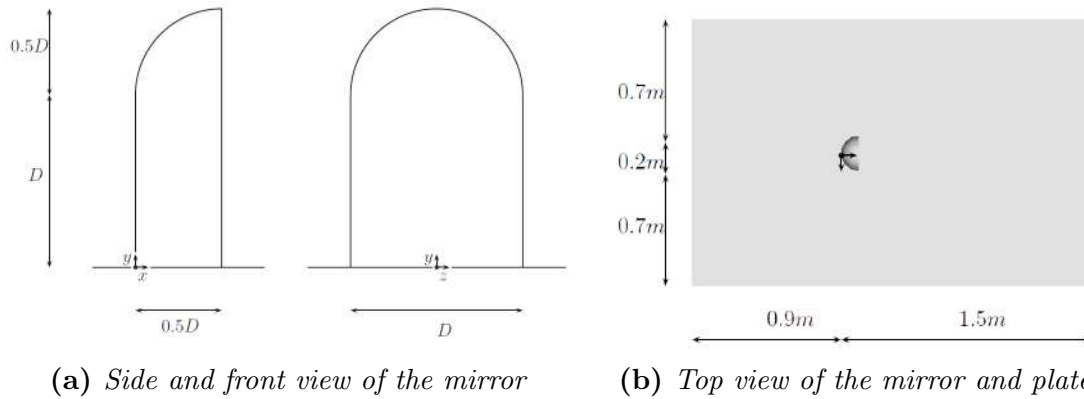 0.5D
D
y
x
0.5D
y
z
D
0.7m
0.2m
0.7m
0.9m
1.5m
(a) Side and front view of the mirror
(b) Top view of the mirror and plate